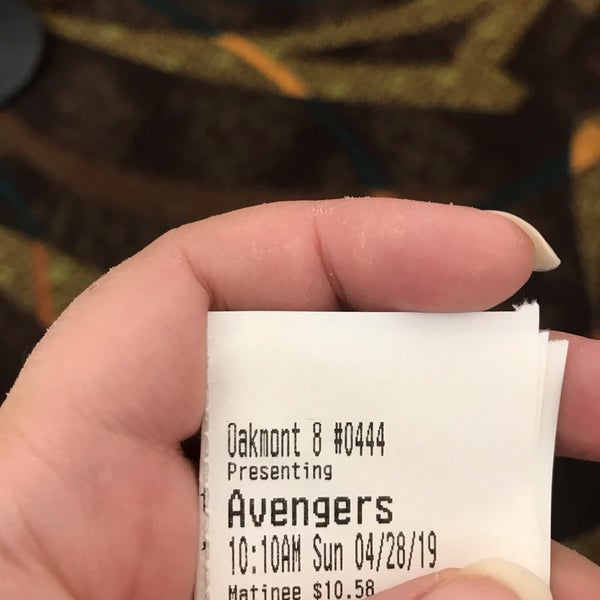 Oakmont 8 #0444
Presenting
Avengers
10:10AM Sun 04/28/19
Matinee $10.58